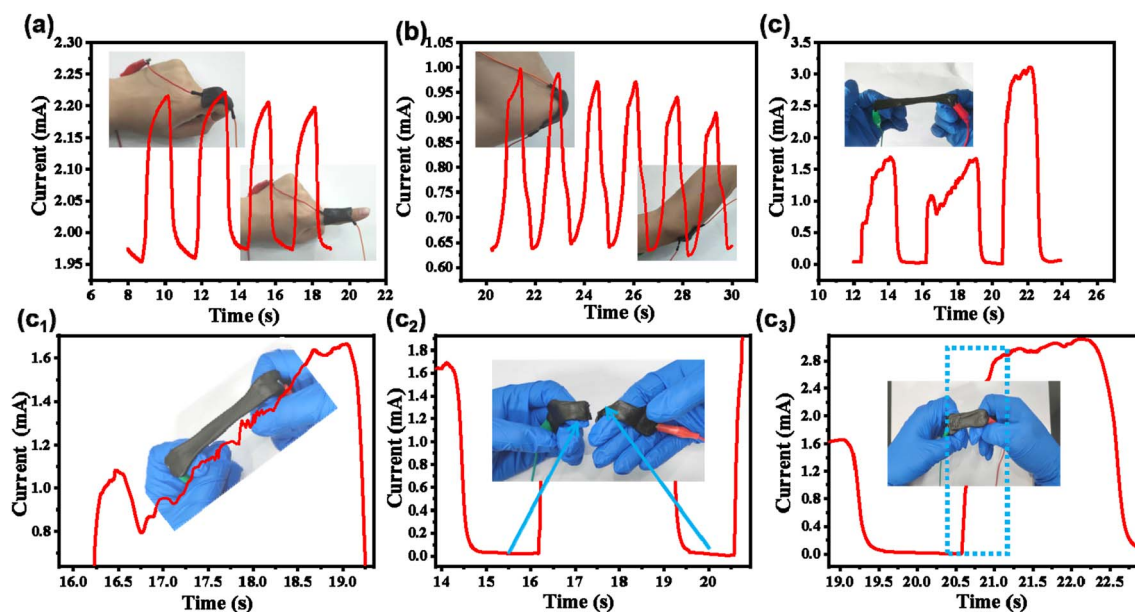 (a)
Current (mA)
2.30
2.25
2.20
2.15
2.10
2.05
2.00
1.95
6 8 10 12 14 16 18 20 22
Time (s)
(b)
Current (mA)
1.05
1.00
0.95
0.90
0.85
0.80
0.75
0.70
0.65
0.60
20 22 24 26 28 30
Time (s)
(c)
Current (mA)
3.5
3.0
2.5
2.0
1.5
1.0
0.5
0.0
10 12 14 16 18 20 22 24 26
Time (s)
(c1)
Current (mA)
1.6
1.4
1.2
1.0
0.8
16.0 16.5 17.0 17.5 18.0 18.5 19.0
Time (s)
(c2)
Current (mA)
1.8
1.6
1.4
1.2
1.0
0.8
0.6
0.4
0.2
0.0
14 15 16 17 18 19 20
Time (s)
(c3)
Current (mA)
2.8
2.4
2.0
1.6
1.2
0.8
0.4
0.0
19.0 19.5 20.0 20.5 21.0 21.5 22.0 22.5
Time (s)